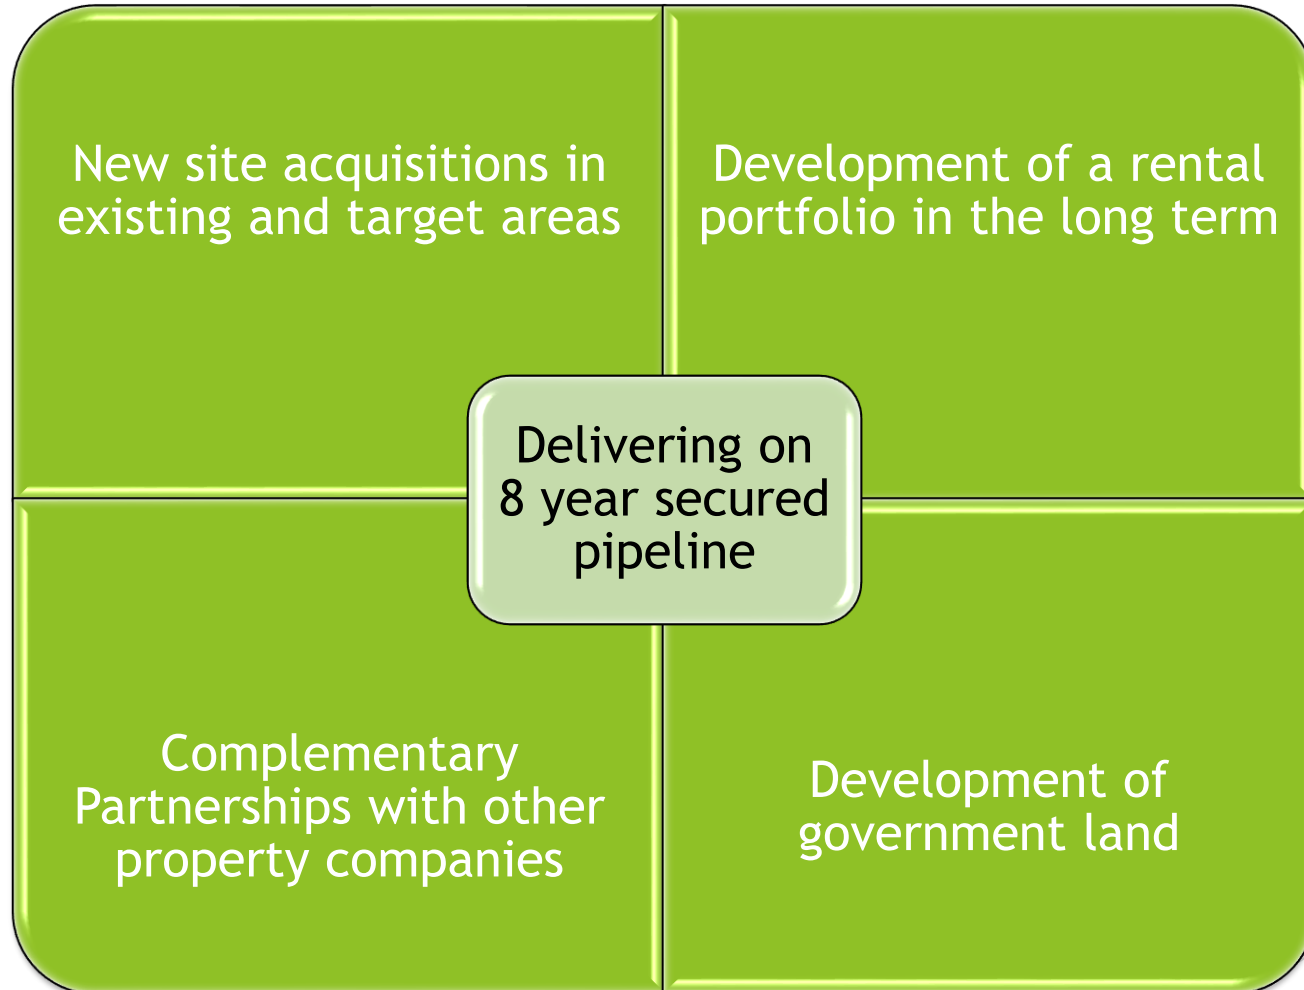 New site acquisitions in
existing and target areas
Development of a rental
portfolio in the long term
Delivering on
8 year secured
pipeline
Complementary
Partnerships with other
property companies
Development of
government land